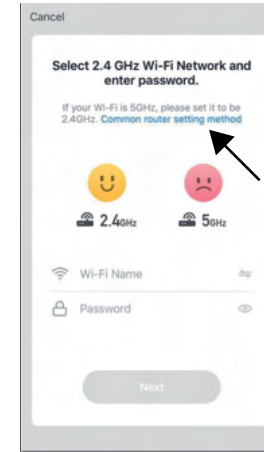 Cancel
Select 2.4 GHz Wi-Fi Network and
enter password.
If your Wi-Fi is 5GHz, please set it to be
2.4GHz. Common router setting method
2.4GHz 5GHz
Wi-Fi Name
Password
Next